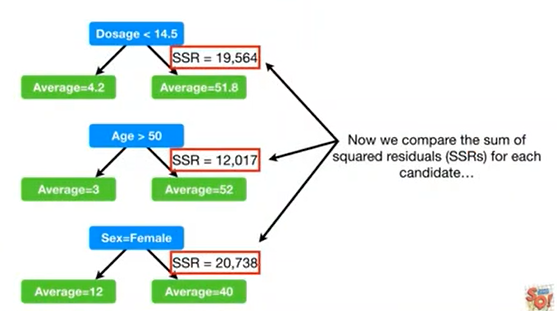 Dosage < 14.5
SSR = 19,564
Average=4.2
Average=51.8
Age > 50
SSR = 12,017
Average=3
Average=52
Sex=Female
SSR = 20,738
Average=12
Average=40
Now we compare the sum of
squared residuals (SSRs) for each
candidate…